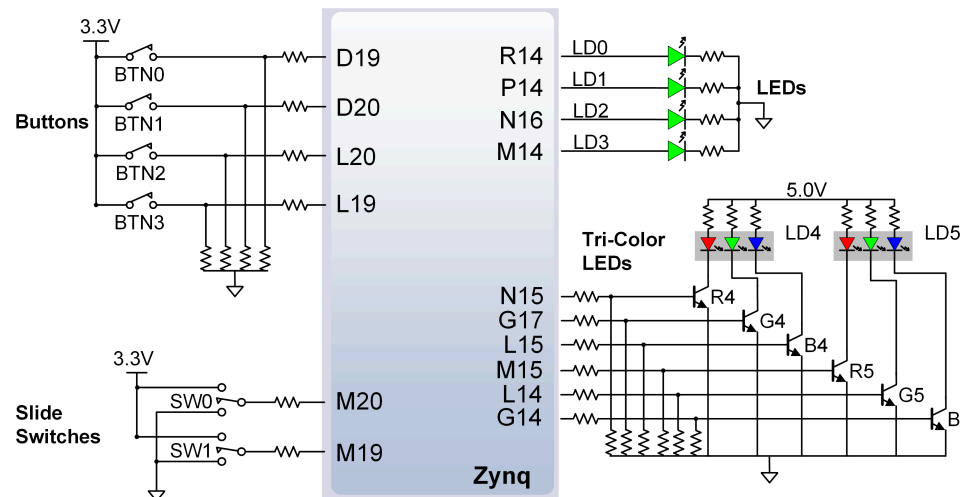 3.3V
BTN0
BTN1
BTN2
BTN3
Buttons
D19
D20
L20
L19
R14
P14
N16
M14
LD0
LD1
LD2
LD3
LEDs
5.0V
LD4
LD5
Tri-Color
LEDs
N15
G17
L15
M15
L14
G14
R4
G4
B4
R5
G5
B
3.3V
SW0
SW1
Slide
Switches
M20
M19
Zynq